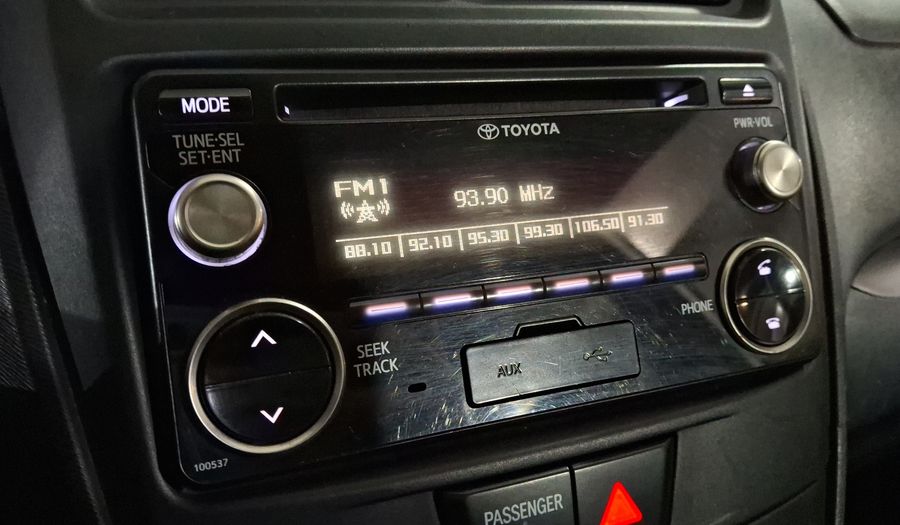 MODE
TUNE·SEL
SET·ENT
TOYOTA
PWR·VOL
FM1
93.90 MHz
88.10 92.10 95.30 99.30 106.50 91.30
PHONE
SEEK
TRACK
AUX
100537
PASSENGER